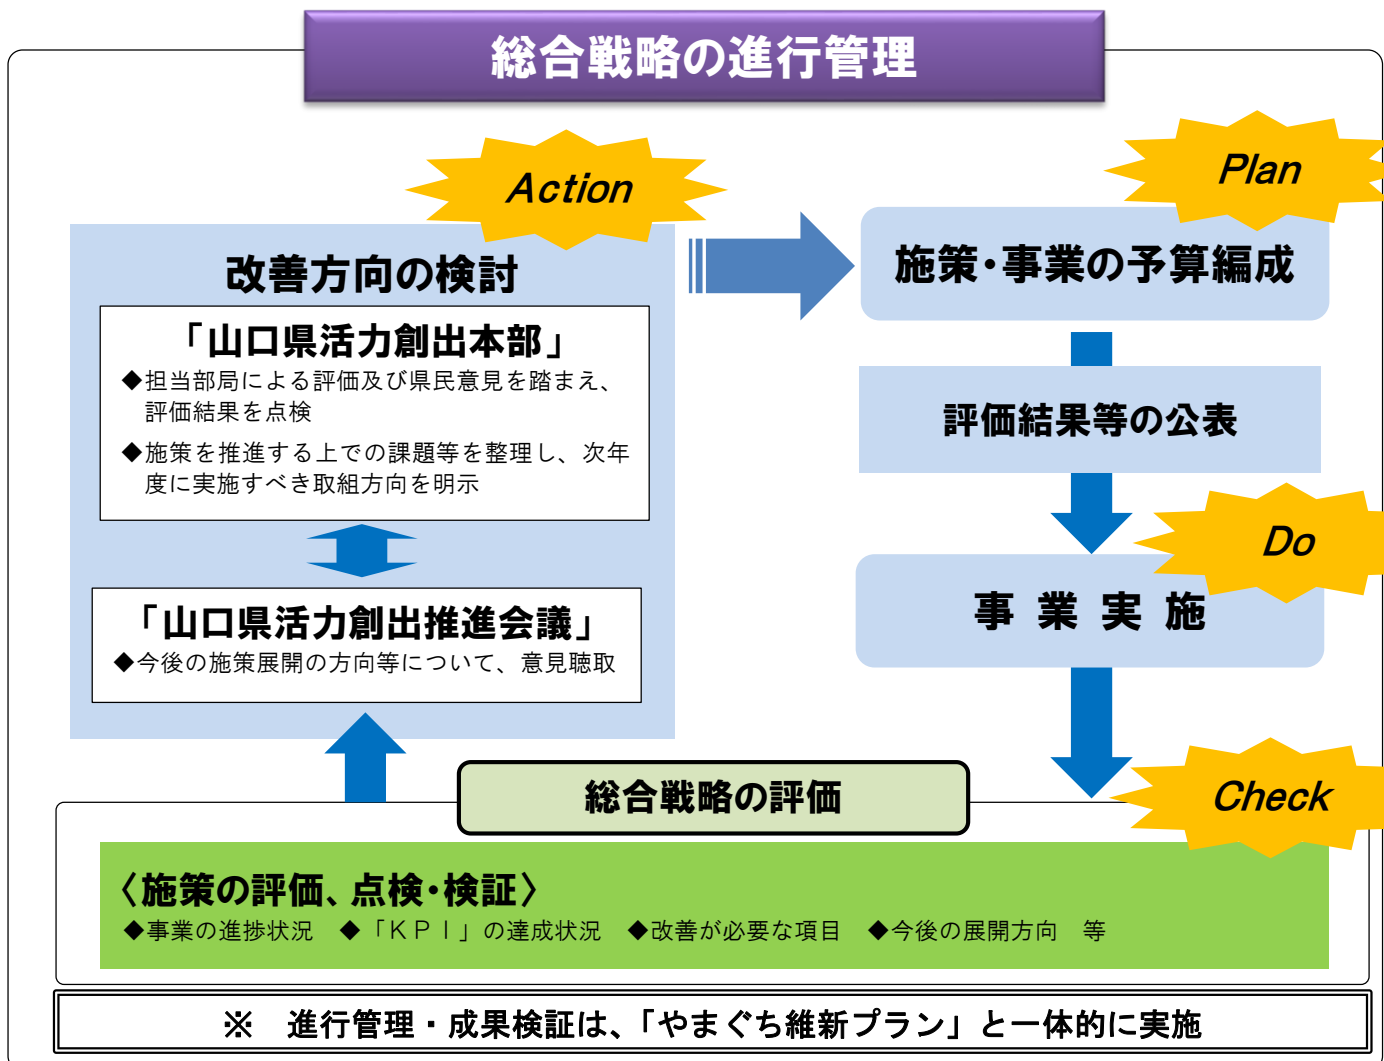 総合戦略の進行管理
Action
改善方向の検討
「山口県活力創出本部」
◆担当部局による評価及び県民意見を踏まえ、
評価結果を点検
◆施策を推進する上での課題等を整理し、次年
度に実施すべき取組方向を明示
「山口県活力創出推進会議」
◆今後の施策展開の方向等について、意見聴取
Plan
施策・事業の予算編成
評価結果等の公表
Do
事業実施
Check
総合戦略の評価
〈施策の評価、点検・検証〉
◆事業の進捗状況 ◆「ＫＰＩ」の達成状況 ◆改善が必要な項目 ◆今後の展開方向 等
※ 進行管理・成果検証は、「やまぐち維新プラン」と一体的に実施